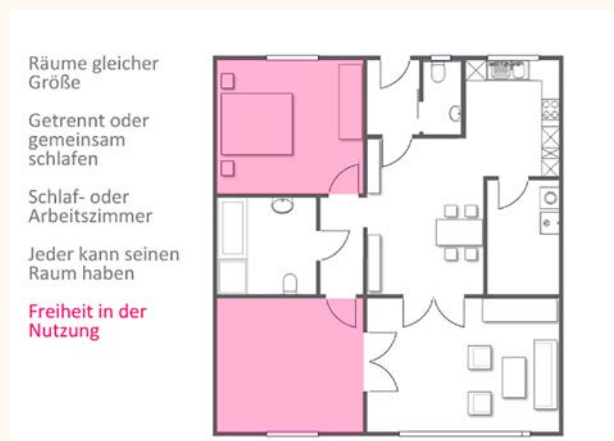 Räume gleicher
Größe
Getrennt oder
gemeinsam
schlafen
Schlaf- oder
Arbeitszimmer
Jeder kann seinen
Raum haben
Freiheit in der
Nutzung